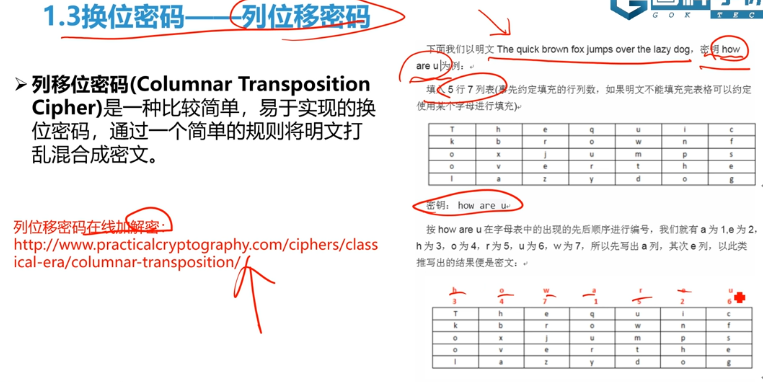 1.3换位密码——列位移密码
GOK TEC
列移位密码(Columnar Transposition
Cipher)是一种比较简单，易于实现的换
位密码，通过一个简单的规则将明文打
乱混合成密文。
列位移密码在线加解密：
http://www.practicalcryptography.com/ciphers/class
ical-era/columnar-transposition/
下面我们以明文 The quick brown fox jumps over the lazy dog，密钥 how
are u为例：
填入 5 行 7 列表(事先约定填充的行列数，如果明文不能填充完表格可以约定
使用某个字母进行填充)
T h e q u i c
k b r o w n f
o x j u m p s
o v e r t h e
l a z y d o g
密钥： how are u
按 how are u 在字母表中的出现的先后顺序进行编号，我们就有 a 为 1,e 为 2，
h 为 3，o 为 4，r 为 5，u 为 6，w 为 7，所以先写出 a 列，其次 e 列，以此类
推写出的结果便是密文：
h o w a r e u
3 4 7 1 5 2 6
T h e q u i c
k b r o w n f
o x j u m p s
o v e r t h e
l a z y d o g